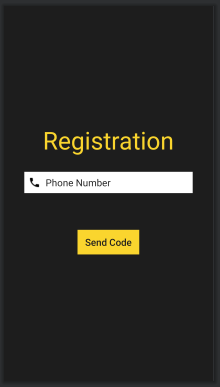 Registration
Phone Number
Send Code